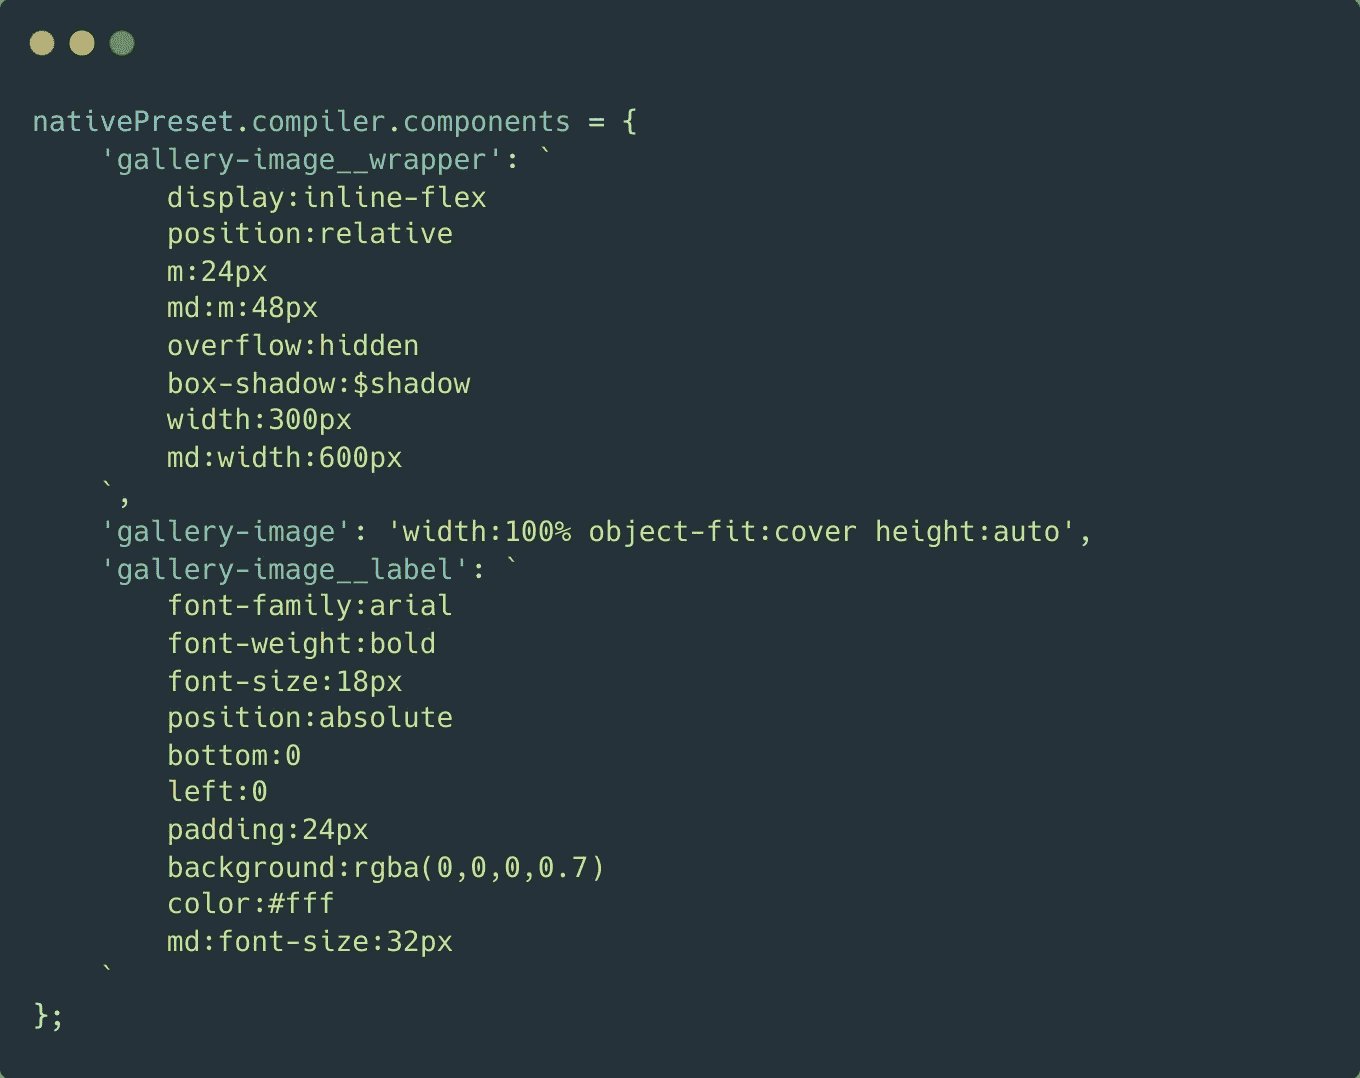 nativePreset.compiler.components = {
    'gallery-image__wrapper': `
        display:inline-flex
        position:relative
        m:24px
        md:m:48px
        overflow:hidden
        box-shadow:$shadow
        width:300px
        md:width:600px
    `,
    'gallery-image': 'width:100% object-fit:cover height:auto',
    'gallery-image__label': `
        font-family:arial
        font-weight:bold
        font-size:18px
        position:absolute
        bottom:0
        left:0
        padding:24px
        background:rgba(0,0,0,0.7)
        color:#fff
        md:font-size:32px
    `
};